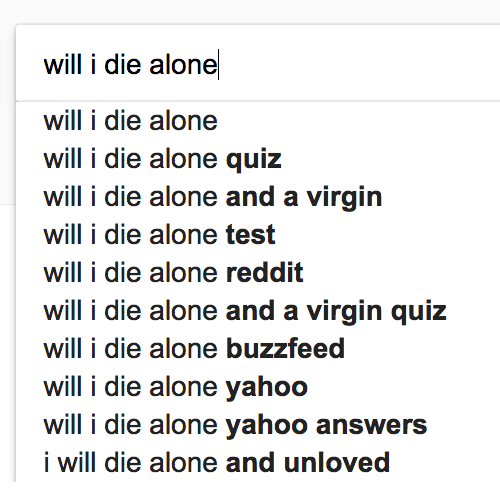 will i die alone
will i die alone
will i die alone quiz
will i die alone and a virgin
will i die alone test
will i die alone reddit
will i die alone and a virgin quiz
will i die alone buzzfeed
will i die alone yahoo
will i die alone yahoo answers
i will die alone and unloved